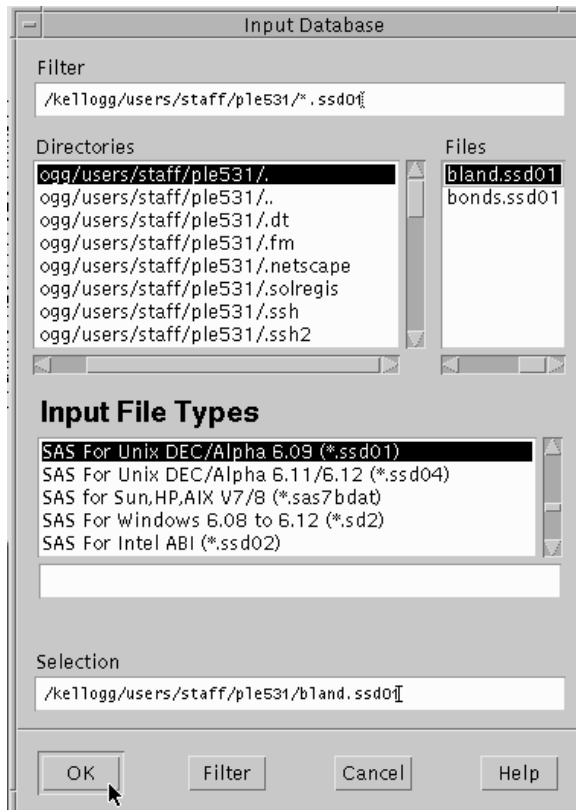 Input Database
Filter
/kellogg/users/staff/ple531/*.ssd01
Directories
ogg/users/staff/ple531/.
ogg/users/staff/ple531/..
ogg/users/staff/ple531/.dt
ogg/users/staff/ple531/.fm
ogg/users/staff/ple531/.netscape
ogg/users/staff/ple531/.solregis
ogg/users/staff/ple531/.ssh
ogg/users/staff/ple531/.ssh2
Files
bland.ssd01
bonds.ssd01
Input File Types
SAS For Unix DEC/Alpha 6.09 (*.ssd01)
SAS For Unix DEC/Alpha 6.11/6.12 (*.ssd04)
SAS for Sun,HP,AIX V7/8 (*.sas7bdat)
SAS For Windows 6.08 to 6.12 (*.sd2)
SAS For Intel ABI (*.ssd02)
Selection
/kellogg/users/staff/ple531/bland.ssd01
OK
Filter
Cancel
Help